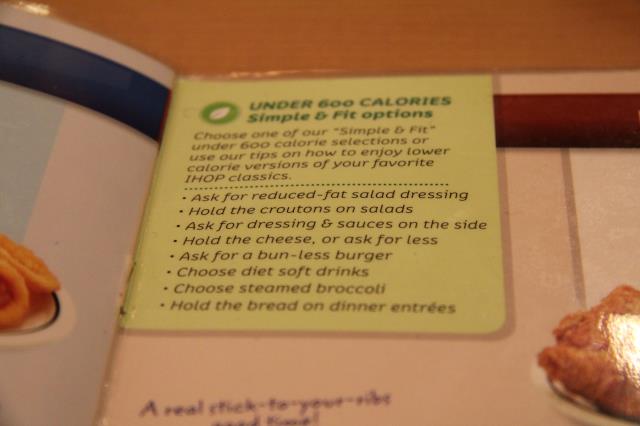 UNDER 600 CALORIES
Simple & Fit options
Choose one of our "Simple & Fit"
under 600 calorie selections or
use our tips on how to enjoy lower
calorie versions of your favorite
IHOP classics.
• Ask for reduced-fat salad dressing
• Hold the croutons on salads
• Ask for dressing & sauces on the side
• Hold the cheese, or ask for less
• Ask for a bun-less burger
• Choose diet soft drinks
• Choose steamed broccoli
• Hold the bread on dinner entrées
A real stick-to-your-ribs
good time!